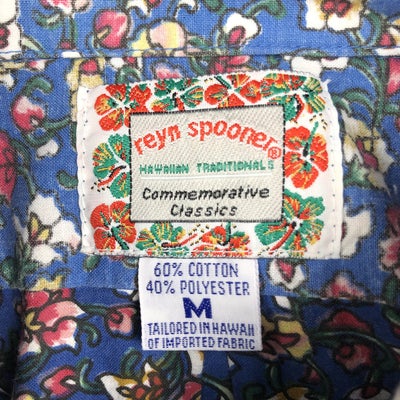 reyn spooner®
HAWAIIAN TRADITIONALS
Commemorative
Classics
60% COTTON
40% POLYESTER
M
TAILORED IN HAWAII
OF IMPORTED FABRIC